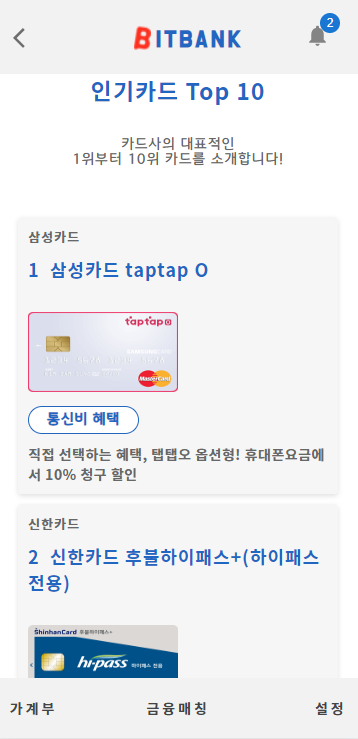 BITBANK
2
인기카드 Top 10
카드사의 대표적인
1위부터 10위 카드를 소개합니다!
삼성카드
1 삼성카드 taptap O
taptap O
MasterCard
통신비 혜택
직접 선택하는 혜택, 탭탭오 옵션형! 휴대폰요금에
서 10% 청구 할인
신한카드
2 신한카드 후불하이패스+(하이패스
전용)
ShinhanCard 후불하이패스+
hi-pass 하이패스 전용
가계부 금융매칭 설정